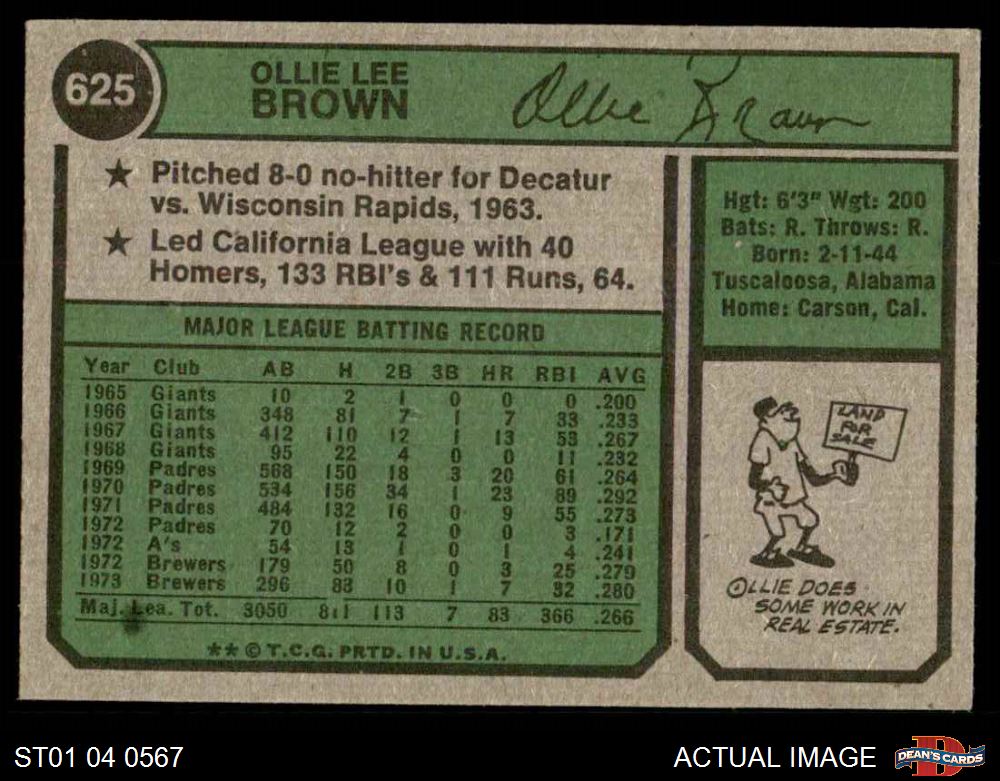 625
OLLIE LEE
BROWN
Ollie Brown
★ Pitched 8-0 no-hitter for Decatur
vs. Wisconsin Rapids, 1963.
★ Led California League with 40
Homers, 133 RBI's & 111 Runs, 64.
Hgt: 6'3" Wgt: 200
Bats: R. Throws: R.
Born: 2-11-44
Tuscaloosa, Alabama
Home: Carson, Cal.
MAJOR LEAGUE BATTING RECORD
Year Club AB H 2B 3B HR RBI AVG
1965 Giants 10 2 1 0 0 0 .200
1966 Giants 348 81 7 1 7 33 .233
1967 Giants 412 110 12 1 13 53 .267
1968 Giants 95 22 4 0 0 11 .232
1969 Padres 568 150 18 3 20 61 .264
1970 Padres 534 156 34 1 23 89 .292
1971 Padres 484 132 16 0 9 55 .273
1972 Padres 70 12 2 0 0 3 .171
1972 A's 54 13 1 0 1 4 .241
1972 Brewers 179 50 8 0 3 25 .279
1973 Brewers 296 83 10 1 7 32 .280
Maj. Lea. Tot. 3050 811 113 7 83 366 .266
** © T.C.G. PRTD. IN U.S.A.
LAND
FOR
SALE
OLLIE DOES
SOME WORK IN
REAL ESTATE.
ST01 04 0567
ACTUAL IMAGE
D
DEAN'S CARDS